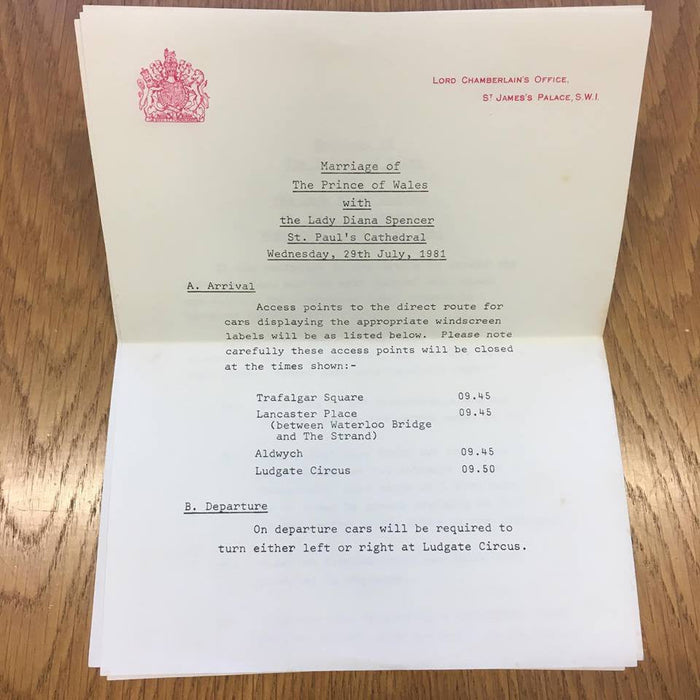 LORD CHAMBERLAIN'S OFFICE,
ST JAMES'S PALACE, S.W.1.
Marriage of
The Prince of Wales
with
the Lady Diana Spencer
St. Paul's Cathedral
Wednesday, 29th July, 1981
A. Arrival
Access points to the direct route for
cars displaying the appropriate windscreen
labels will be as listed below. Please note
carefully these access points will be closed
at the times shown:-
Trafalgar Square 09.45
Lancaster Place 09.45
(between Waterloo Bridge
and The Strand)
Aldwych 09.45
Ludgate Circus 09.50
B. Departure
On departure cars will be required to
turn either left or right at Ludgate Circus.